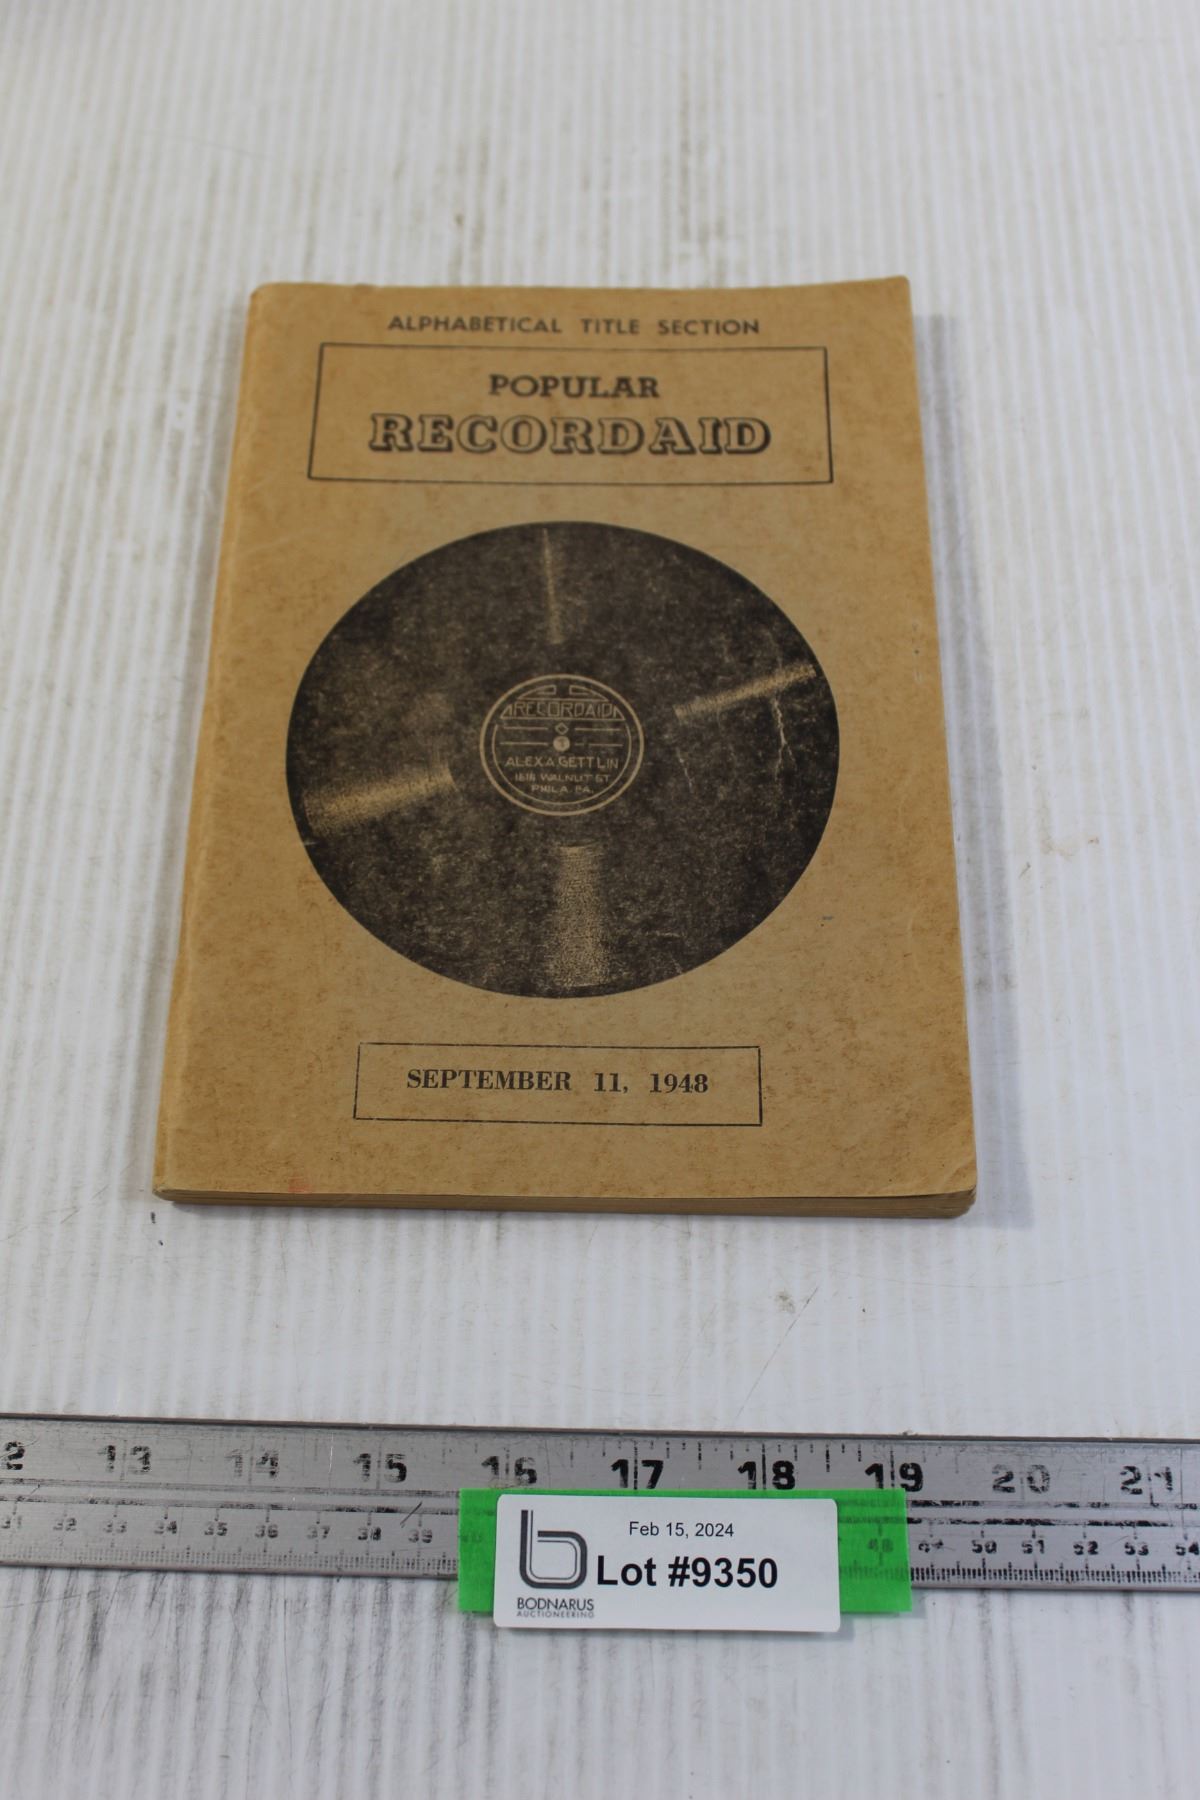 ALPHABETICAL TITLE SECTION
POPULAR
RECORDAID
RECORDAID
ALEX A GETTLIN
1616 WALNUT ST
PHILA. PA.
SEPTEMBER 11, 1948
2 13 14 15 16 17 18 19 20 21
31 32 33 34 35 36 37 38 39 48 49 50 51 52 53 54
Feb 15, 2024
Lot #9350
BODNARUS
AUCTIONEERING